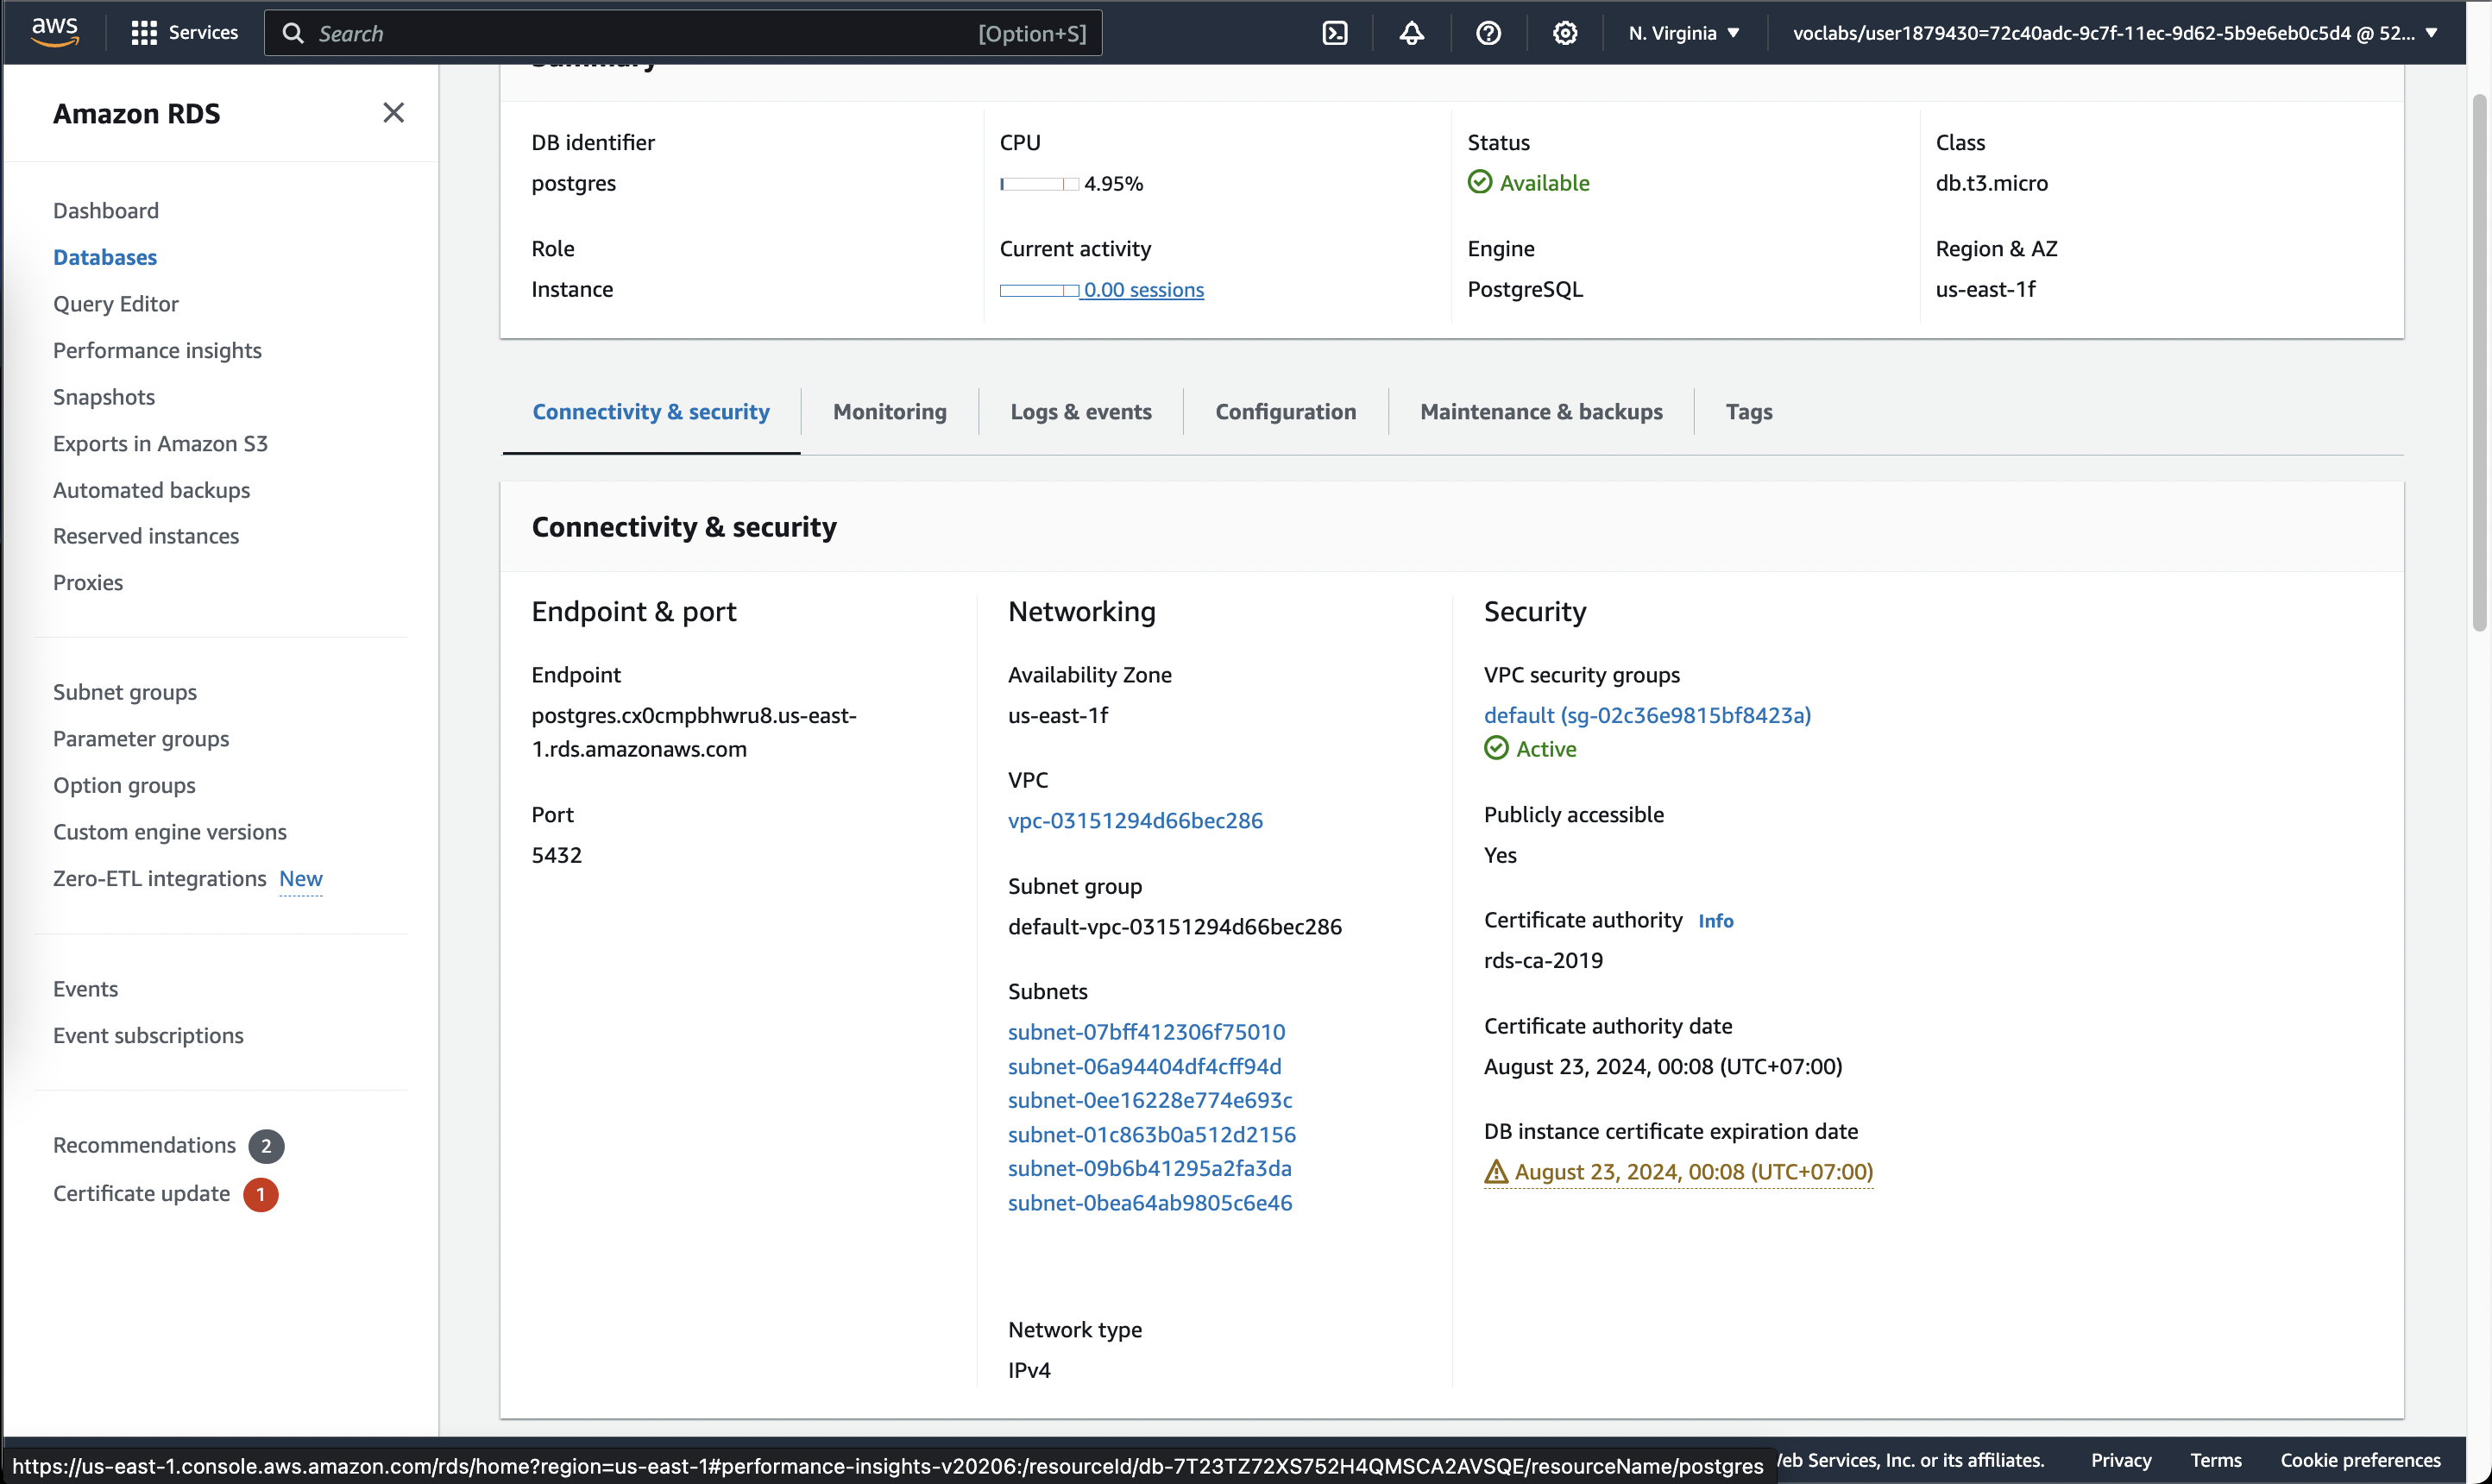 aws
Services
Search
[Option+S]
N. Virginia
voclabs/user1879430=72c40adc-9c7f-11ec-9d62-5b9e6eb0c5d4 @ 52...
Amazon RDS
Dashboard
Databases
Query Editor
Performance insights
Snapshots
Exports in Amazon S3
Automated backups
Reserved instances
Proxies
Subnet groups
Parameter groups
Option groups
Custom engine versions
Zero-ETL integrations New
Events
Event subscriptions
Recommendations 2
Certificate update 1
Summary
DB identifier
postgres
CPU
4.95%
Status
Available
Class
db.t3.micro
Role
Instance
Current activity
0.00 sessions
Engine
PostgreSQL
Region & AZ
us-east-1f
Connectivity & security
Monitoring
Logs & events
Configuration
Maintenance & backups
Tags
Connectivity & security
Endpoint & port
Endpoint
postgres.cx0cmpbhwru8.us-east-
1.rds.amazonaws.com
Port
5432
Networking
Availability Zone
us-east-1f
VPC
vpc-03151294d66bec286
Subnet group
default-vpc-03151294d66bec286
Subnets
subnet-07bff412306f75010
subnet-06a94404df4cff94d
subnet-0ee16228e774e693c
subnet-01c863b0a512d2156
subnet-09b6b41295a2fa3da
subnet-0bea64ab9805c6e46
Network type
IPv4
Security
VPC security groups
default (sg-02c36e9815bf8423a)
Active
Publicly accessible
Yes
Certificate authority Info
rds-ca-2019
Certificate authority date
August 23, 2024, 00:08 (UTC+07:00)
DB instance certificate expiration date
August 23, 2024, 00:08 (UTC+07:00)
https://us-east-1.console.aws.amazon.com/rds/home?region=us-east-1#performance-insights-v20206:/resourceId/db-7T23TZ72XS752H4QMSCA2AVSQE/resourceName/postgres
Services, Inc. or its affiliates.
Privacy
Terms
Cookie preferences